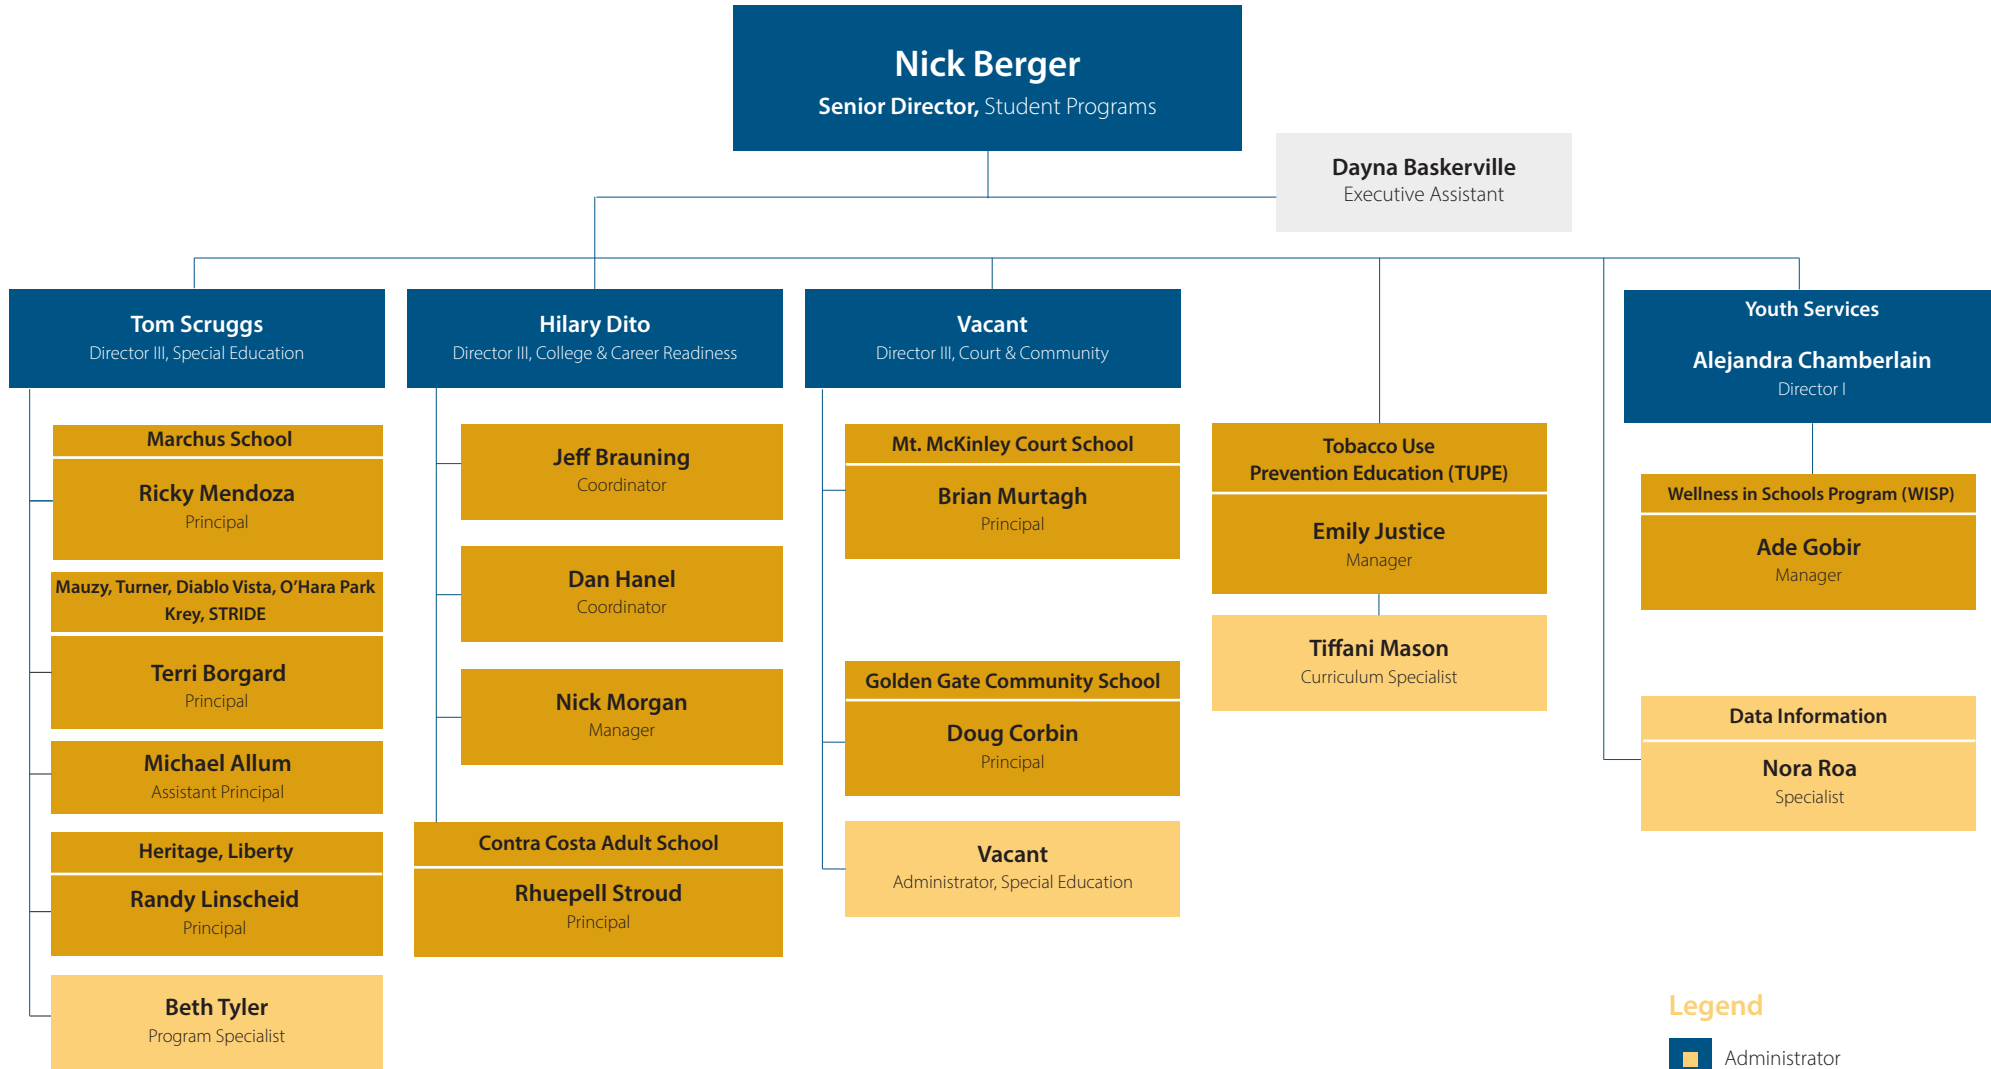 Nick Berger
Senior Director, Student Programs
Dayna Baskerville
Executive Assistant
Tom Scruggs
Director III, Special Education
Marchus School
Ricky Mendoza
Principal
Mauzy, Turner, Diablo Vista, O’Hara Park
Krey, STRIDE
Terri Borgard
Principal
Michael Allum
Assistant Principal
Heritage, Liberty
Randy Linscheid
Principal
Beth Tyler
Program Specialist
Hilary Dito
Director III, College & Career Readiness
Jeff Brauning
Coordinator
Dan Hanel
Coordinator
Nick Morgan
Manager
Contra Costa Adult School
Rhuepell Stroud
Principal
Vacant
Director III, Court & Community
Mt. McKinley Court School
Brian Murtagh
Principal
Golden Gate Community School
Doug Corbin
Principal
Vacant
Administrator, Special Education
Tobacco Use
Prevention Education (TUPE)
Emily Justice
Manager
Tiffani Mason
Curriculum Specialist
Youth Services
Alejandra Chamberlain
Director I
Wellness in Schools Program (WISP)
Ade Gobir
Manager
Data Information
Nora Roa
Specialist
Legend
Administrator